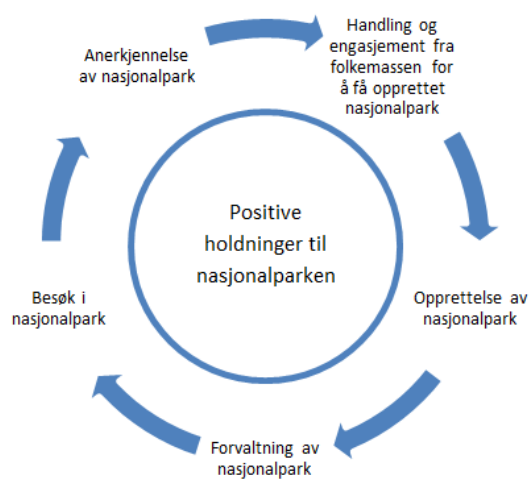 Anerkjennelse
av nasjonalpark
Handling og
engasjement fra
folkemassen for
å få opprettet
nasjonalpark
Positive
holdninger til
nasjonalparken
Opprettelse av
nasjonalpark
Forvaltning av
nasjonalpark
Besøk i
nasjonalpark